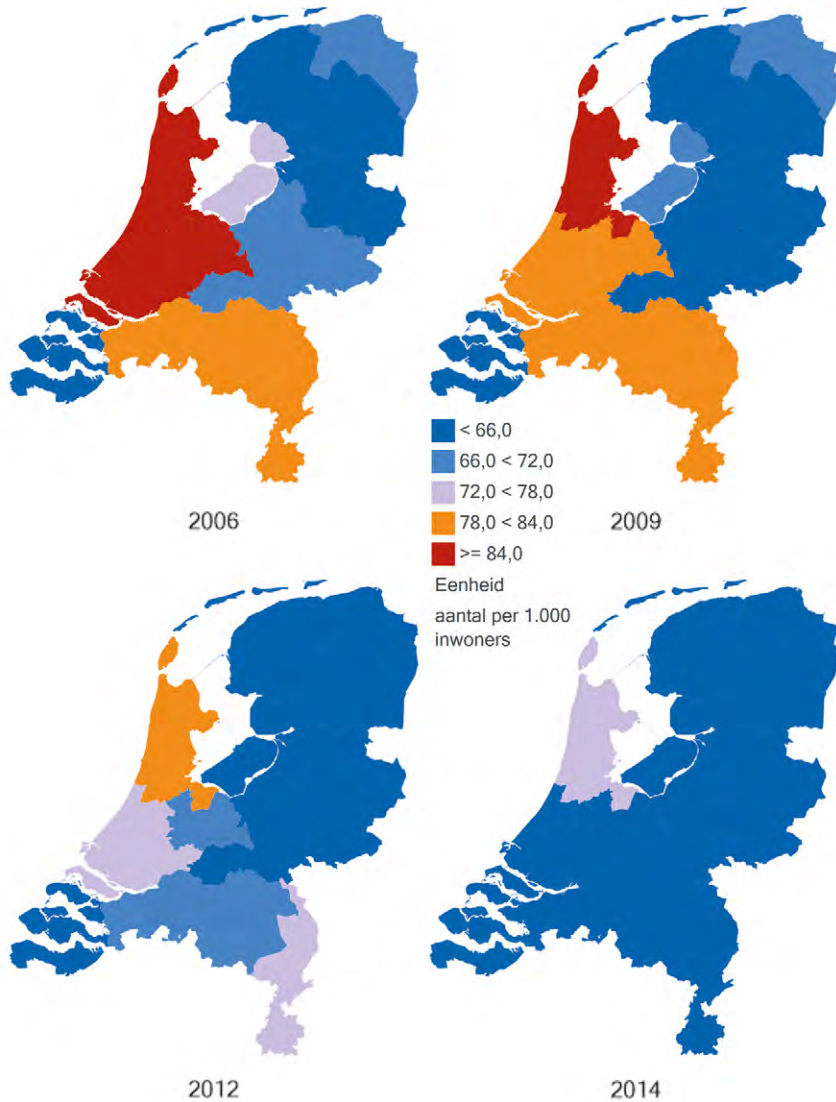 2006
2009
< 66,0
66,0 < 72,0
72,0 < 78,0
78,0 < 84,0
>= 84,0
Eenheid
aantal per 1.000
inwoners
2012
2014